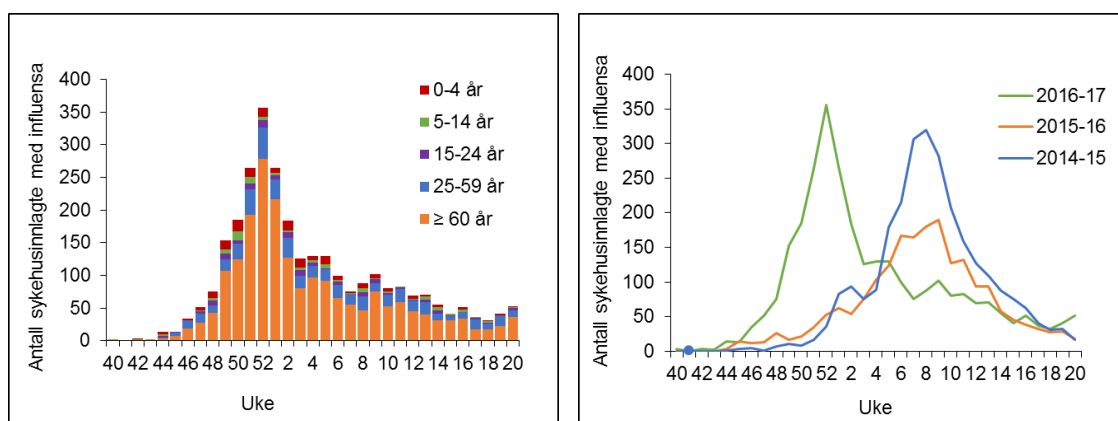 Antall sykehusinnlagte med influensa
400
350
300
250
200
150
100
50
0
0-4 år
5-14 år
15-24 år
25-59 år
≥ 60 år
40 42 44 46 48 50 52 2 4 6 8 10 12 14 16 18 20
Uke
Antall sykehusinnlagte med influensa
400
350
300
250
200
150
100
50
0
2016-17
2015-16
2014-15
40 42 44 46 48 50 52 2 4 6 8 10 12 14 16 18 20
Uke